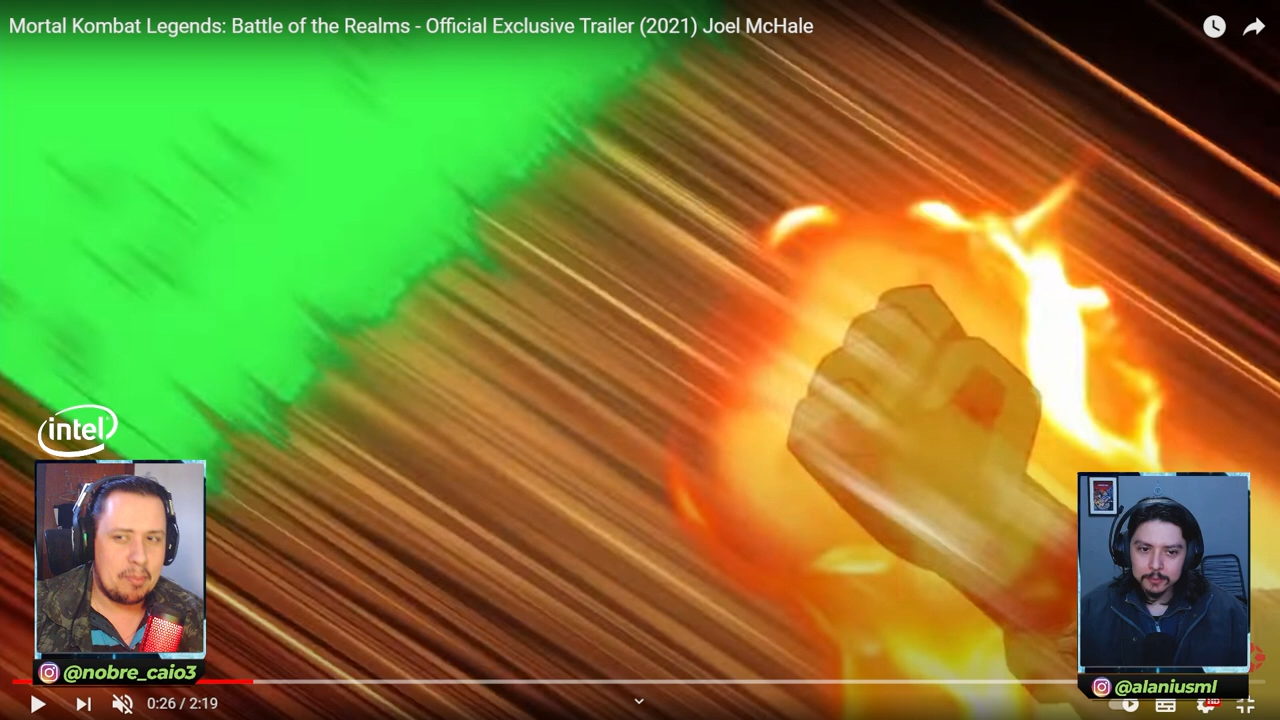 Mortal Kombat Legends: Battle of the Realms - Official Exclusive Trailer (2021) Joel McHale
intel
@nobre_caio3
@alaniusml
0:26 / 2:19
HD